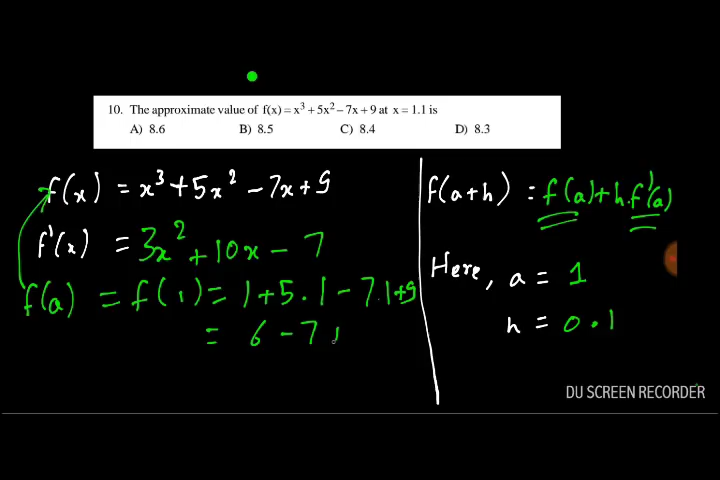 10. The approximate value of f(x) = x³ + 5x² − 7x + 9 at x = 1.1 is
A) 8.6 B) 8.5 C) 8.4 D) 8.3
f(x) = x³ + 5x² - 7x + 9
f'(x) = 3x² + 10x - 7
f(a) = f(1) = 1 + 5.1 - 7.1 + 9
= 6 - 7
f(a+h) = f(a) + h.f'(a)
Here, a = 1
h = 0.1
DU SCREEN RECORDER